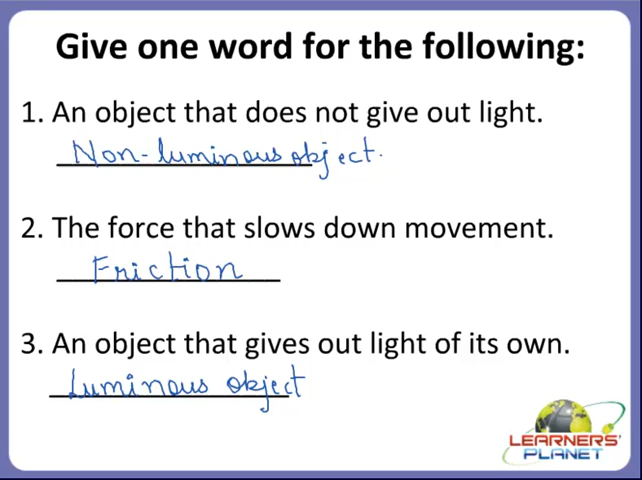 Give one word for the following:
1. An object that does not give out light.
Non-luminous object.
2. The force that slows down movement.
Friction
3. An object that gives out light of its own.
Luminous object
LEARNERS'
PLANET